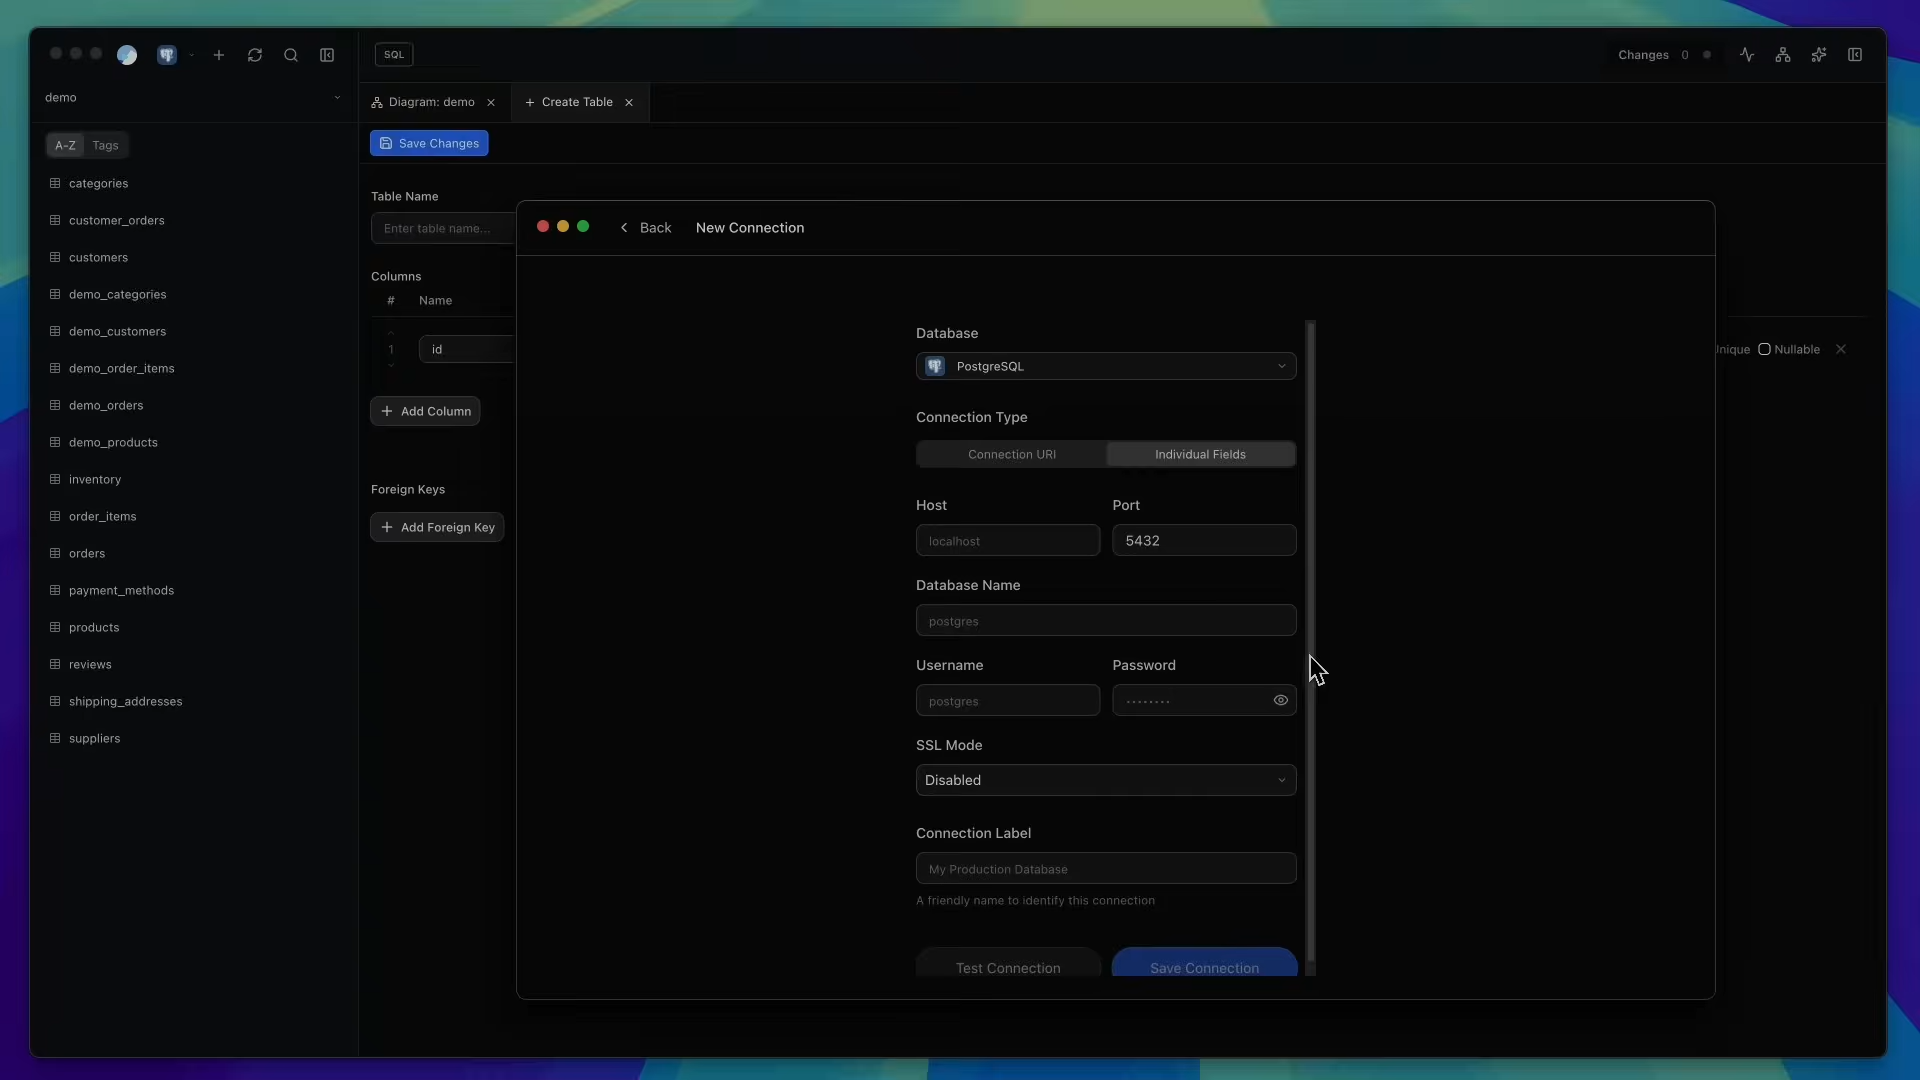 SQL
Changes 0
demo
Diagram: demo
Create Table
A-Z Tags
Save Changes
categories
customer_orders
customers
demo_categories
demo_customers
demo_order_items
demo_orders
demo_products
inventory
order_items
orders
payment_methods
products
reviews
shipping_addresses
suppliers
Table Name
Enter table name...
Columns
# Name
1 id
Nullable
Add Column
Foreign Keys
Add Foreign Key
Back New Connection
Database
PostgreSQL
Connection Type
Connection URI Individual Fields
Host Port
localhost 5432
Database Name
postgres
Username Password
postgres ········
SSL Mode
Disabled
Connection Label
My Production Database
A friendly name to identify this connection
Test Connection Save Connection